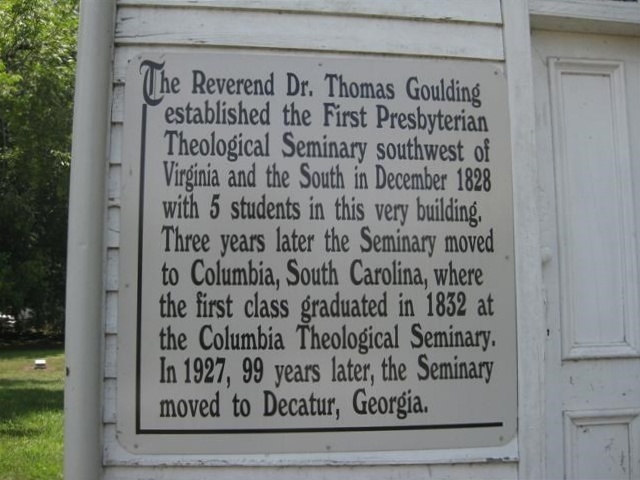 The Reverend Dr. Thomas Goulding
established the First Presbyterian
Theological Seminary southwest of
Virginia and the South in December 1828
with 5 students in this very building.
Three years later the Seminary moved
to Columbia, South Carolina, where
the first class graduated in 1832 at
the Columbia Theological Seminary.
In 1927, 99 years later, the Seminary
moved to Decatur, Georgia.